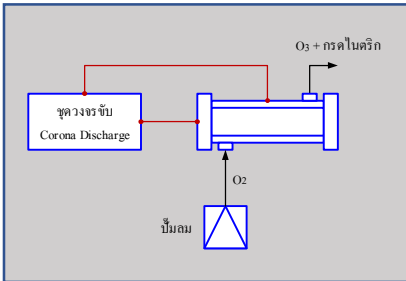 O3 + กรดไนตริก
ชุดวงจรขับ
Corona Discharge
O2
ปั๊มลม